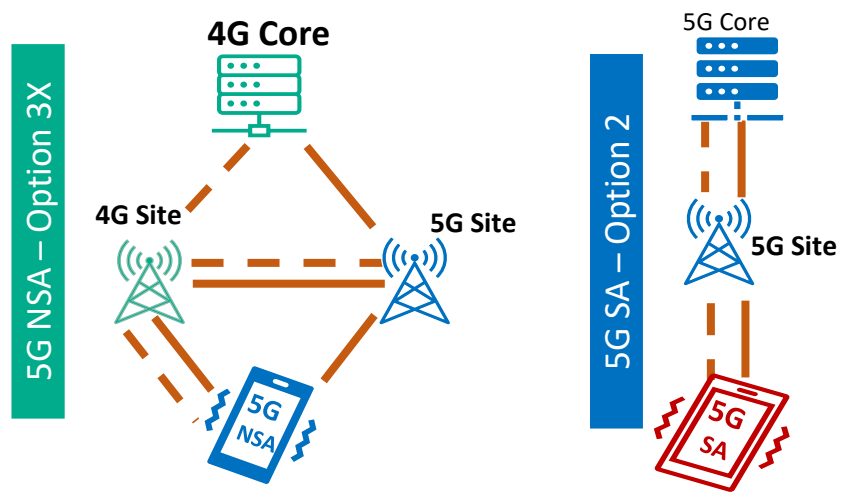 5G NSA – Option 3X
4G Core
4G Site
5G Site
5G
NSA
5G SA – Option 2
5G Core
5G Site
5G
SA